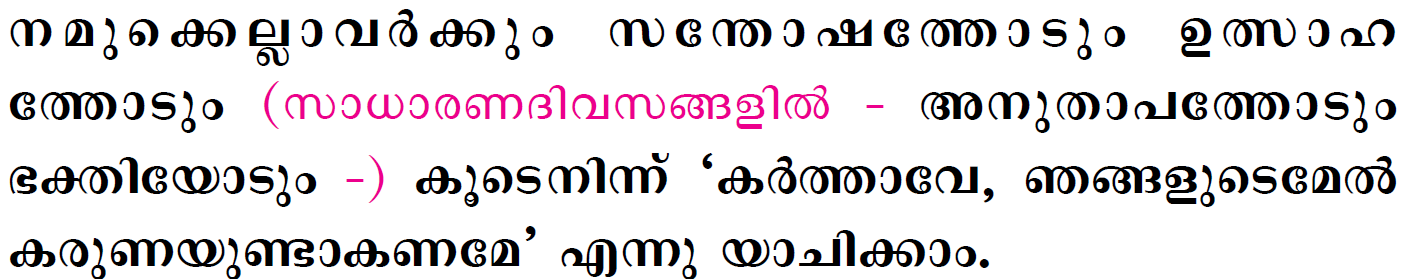 നമുക്കെല്ലാവർക്കും സന്തോഷത്തോടും ഉത്സാഹ
ത്തോടും (സാധാരണദിവസങ്ങളിൽ - അനുതാപത്തോടും
ഭക്തിയോടും -) കൂടെനിന്ന് ‘കർത്താവേ, ഞങ്ങളുടെമേൽ
കരുണയുണ്ടാകണമേ’ എന്നു യാചിക്കാം.